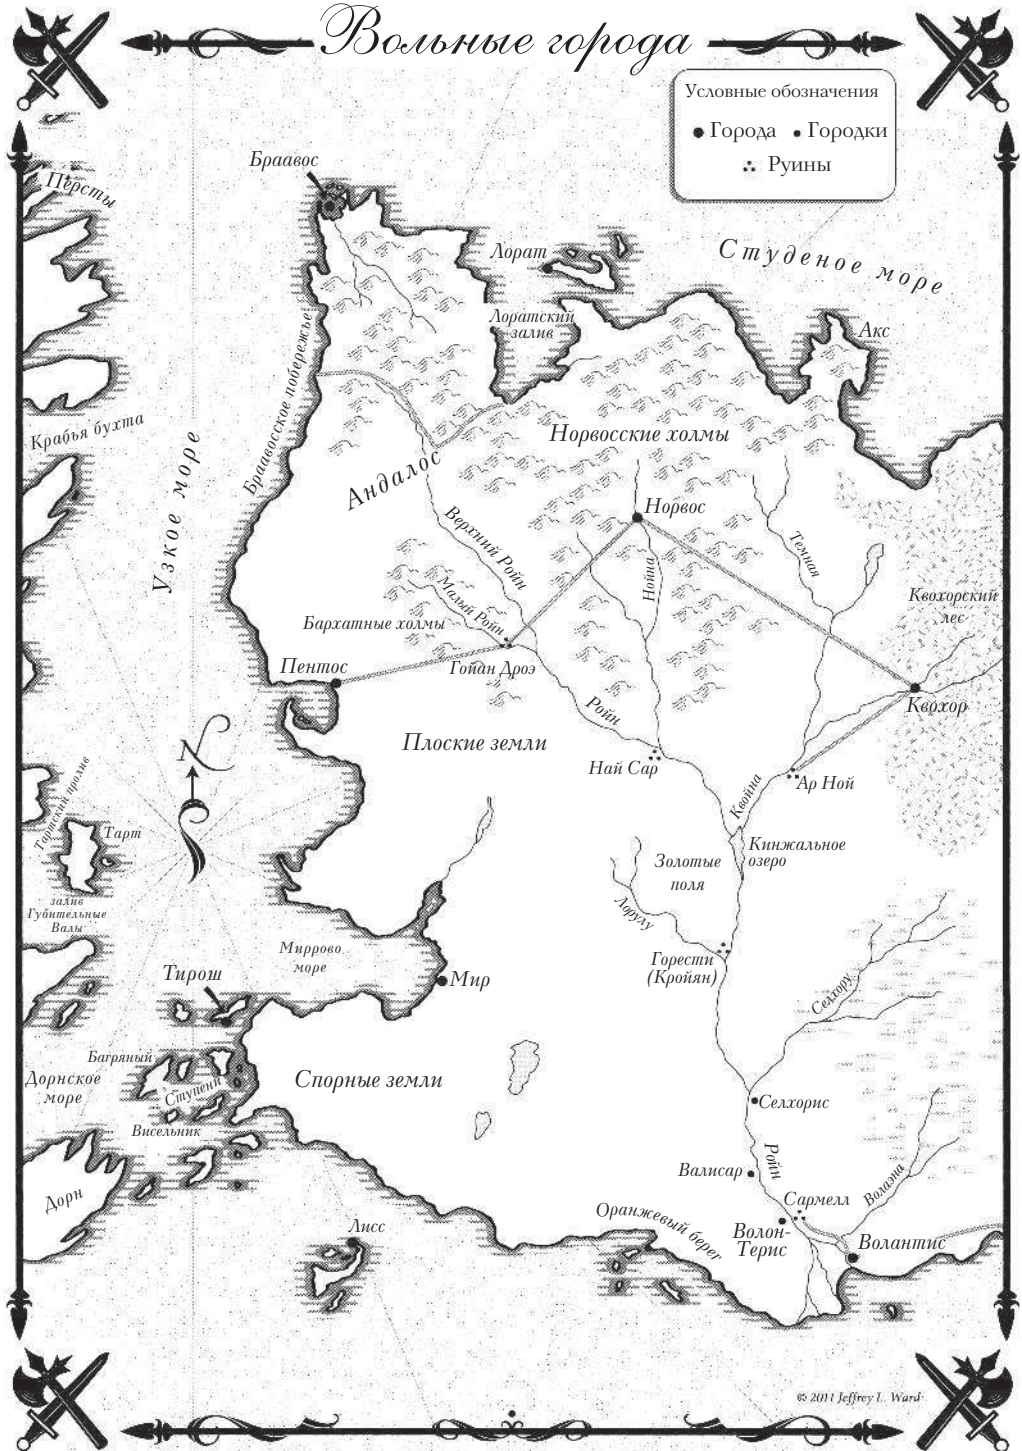 Вольные города
Условные обозначения
Города
Городки
Руины
Браавос
Персты
Лорат
Студеное море
Лоратский
залив
Акс
Браавосское побережье
Крабья бухта
Узкое море
Андалос
Норвосские холмы
Верхний Ройн
Норвос
Темная
Нойна
Малый Ройн
Квохорский
лес
Бархатные холмы
Пентос
Гойан Дроэ
Квохор
Ройн
Плоские земли
Най Сар
Ар Ной
Квойна
N
Тартский пролив
Тарт
Кинжальное
озеро
Золотые
поля
залив
Губительные
Валы
Лорулу
Миррово
море
Горести
(Кройян)
Тирош
Мир
Селхору
Багряный
Дорнское
море
Ступени
Спорные земли
Селхорис
Висельник
Ройн
Валисар
Волаэна
Дорн
Сармелл
Лисс
Оранжевый берег
Волон-
Терис
Волантис
© 2011 Jeffrey L. Ward